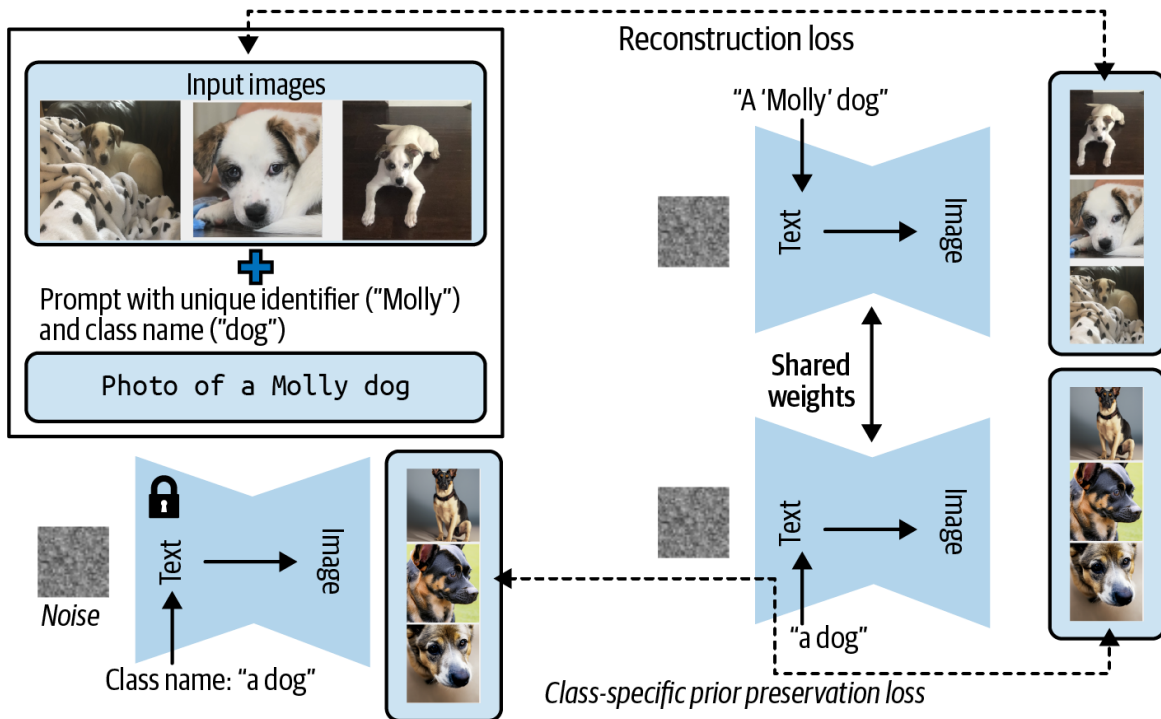 Input images
Prompt with unique identifier ("Molly")
and class name ("dog")
Photo of a Molly dog
Text
Image
Noise
Class name: “a dog”
Reconstruction loss
“A ‘Molly’ dog”
Text
Image
Shared
weights
Text
Image
“a dog”
Class-specific prior preservation loss